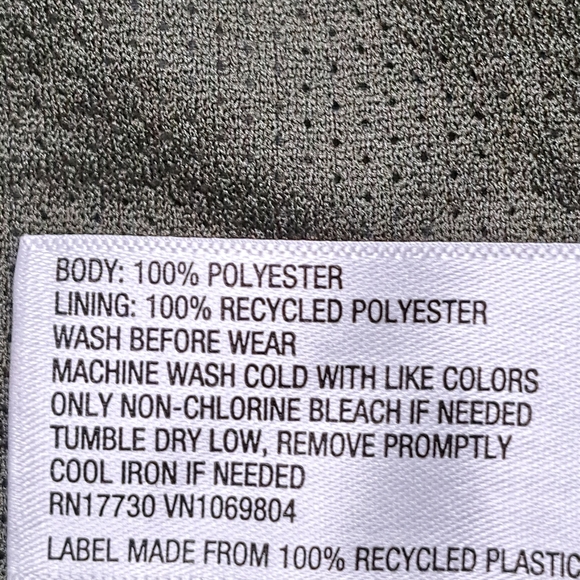 BODY: 100% POLYESTER
LINING: 100% RECYCLED POLYESTER
WASH BEFORE WEAR
MACHINE WASH COLD WITH LIKE COLORS
ONLY NON-CHLORINE BLEACH IF NEEDED
TUMBLE DRY LOW, REMOVE PROMPTLY
COOL IRON IF NEEDED
RN17730 VN1069804
LABEL MADE FROM 100% RECYCLED PLASTIC